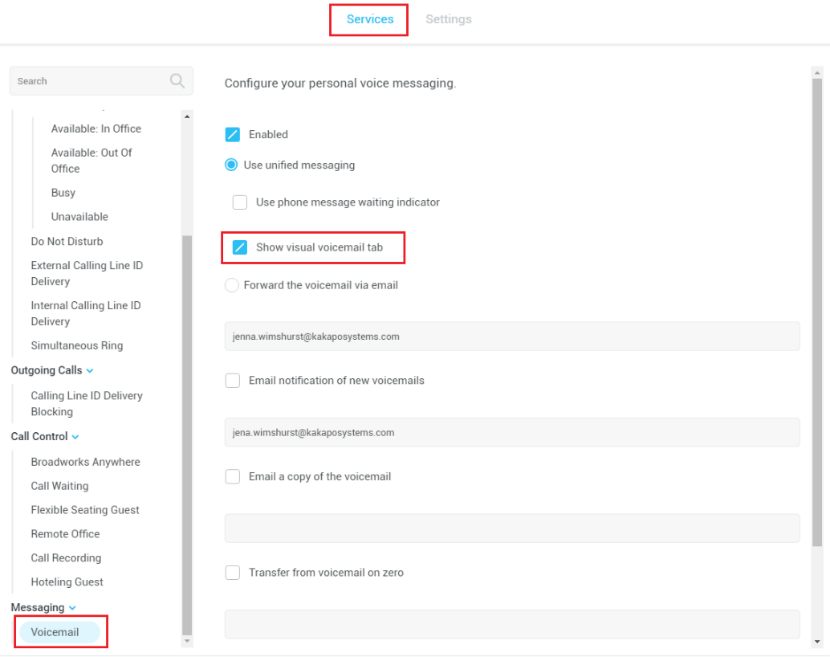 Services
Settings
Search
Available: In Office
Available: Out Of
Office
Busy
Unavailable
Do Not Disturb
External Calling Line ID
Delivery
Internal Calling Line ID
Delivery
Simultaneous Ring
Outgoing Calls
Calling Line ID Delivery
Blocking
Call Control
Broadworks Anywhere
Call Waiting
Flexible Seating Guest
Remote Office
Call Recording
Hoteling Guest
Messaging
Voicemail
Configure your personal voice messaging.
Enabled
Use unified messaging
Use phone message waiting indicator
Show visual voicemail tab
Forward the voicemail via email
jenna.wimshurst@kakaposystems.com
Email notification of new voicemails
jena.wimshurst@kakaposystems.com
Email a copy of the voicemail
Transfer from voicemail on zero